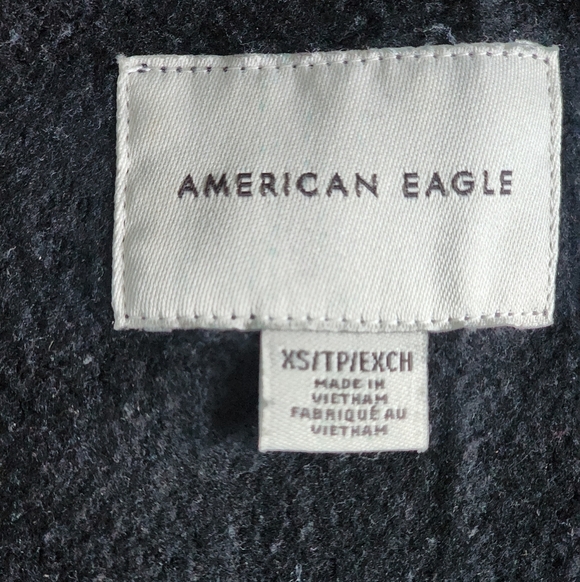 AMERICAN EAGLE
XS/TP/EXCH
MADE IN
VIETNAM
FABRIQUÉ AU
VIETNAM